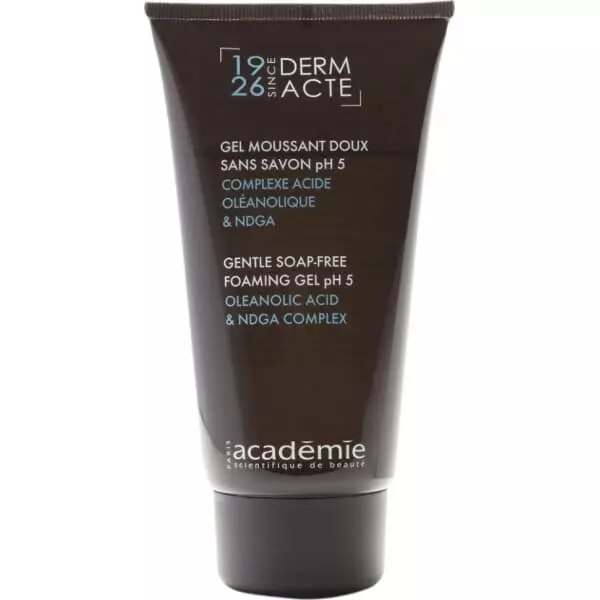 19 SINCE DERM
26 ACTE
GEL MOUSSANT DOUX
SANS SAVON pH 5
COMPLEXE ACIDE
OLÉANOLIQUE
& NDGA
GENTLE SOAP-FREE
FOAMING GEL pH 5
OLEANOLIC ACID
& NDGA COMPLEX
PARIS académie
scientifique de beauté